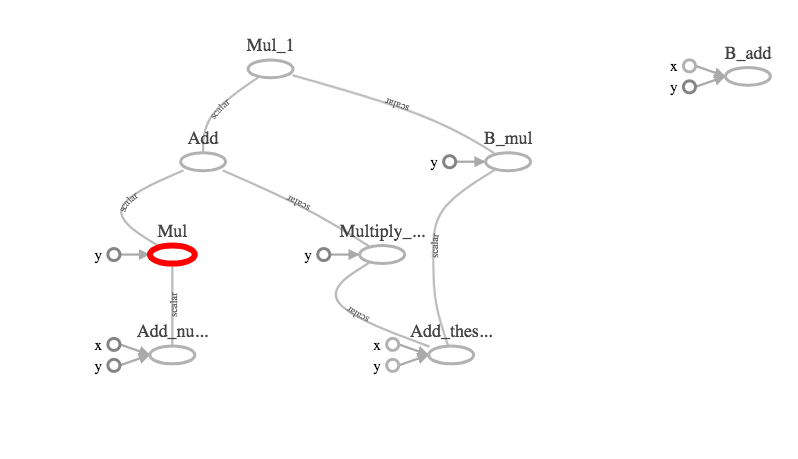 Mul_1
B_add
x
y
scalar
scalar
Add
B_mul
y
scalar
scalar
Mul
Multiply_...
y
y
scalar
scalar
scalar
Add_nu...
Add_thes...
x
y
x
y